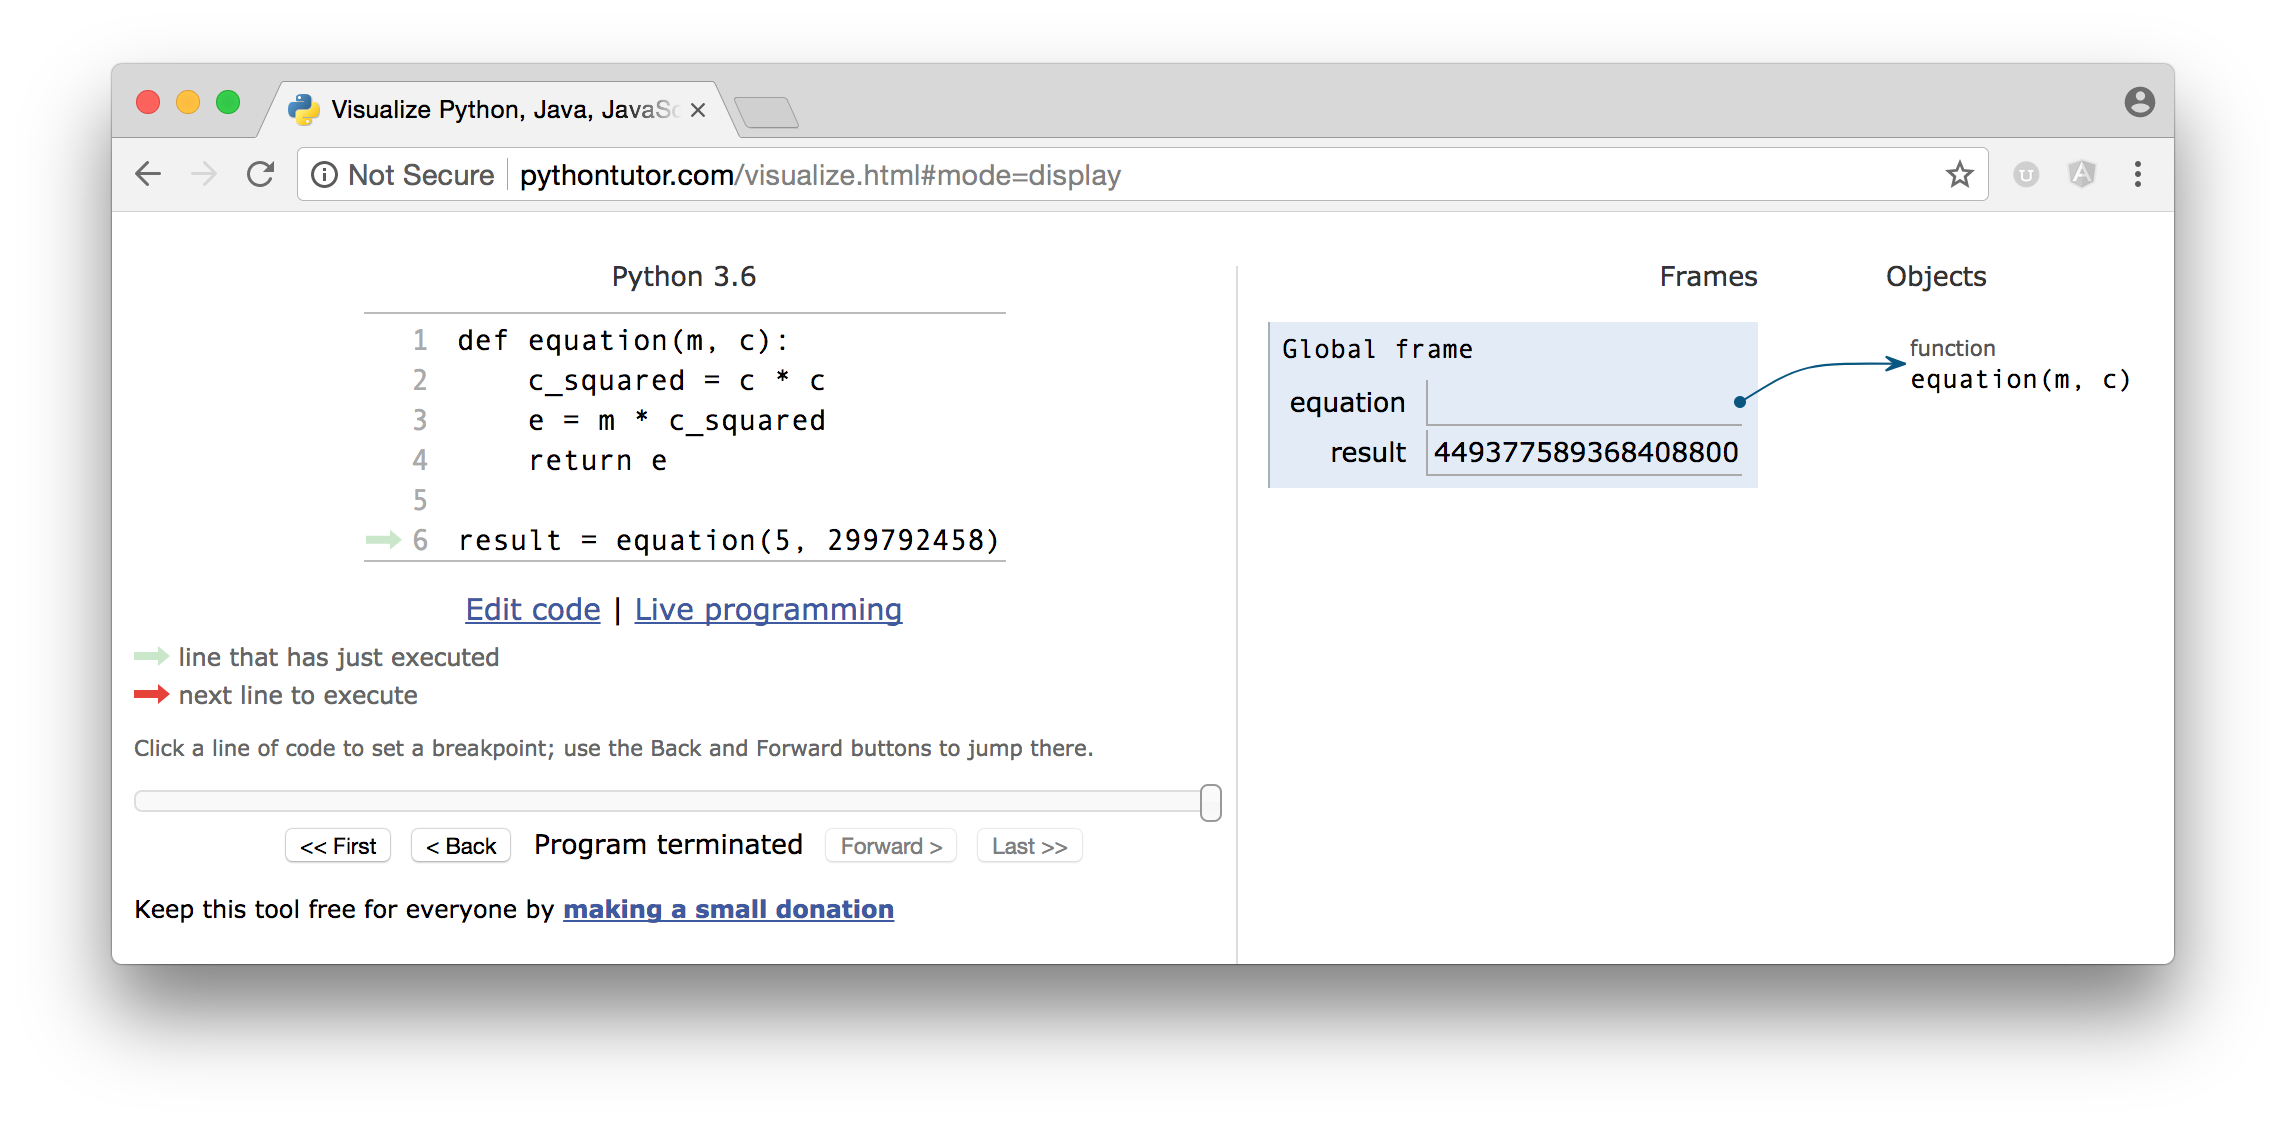 Visualize Python, Java, JavaSc
Not Secure pythontutor.com/visualize.html#mode=display
Python 3.6
1 def equation(m, c):
2 c_squared = c * c
3 e = m * c_squared
4 return e
5
6 result = equation(5, 299792458)
Edit code | Live programming
line that has just executed
next line to execute
Click a line of code to set a breakpoint; use the Back and Forward buttons to jump there.
<< First < Back Program terminated Forward > Last >>
Keep this tool free for everyone by making a small donation
Frames Objects
Global frame
equation
result 449377589368408800
function
equation(m, c)